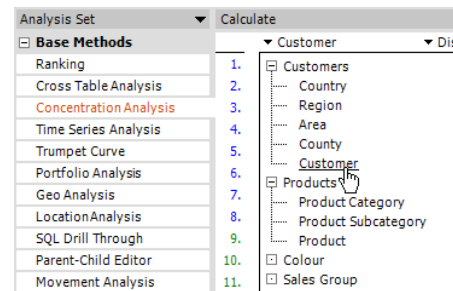 Analysis Set
Base Methods
Ranking
Cross Table Analysis
Concentration Analysis
Time Series Analysis
Trumpet Curve
Portfolio Analysis
Geo Analysis
LocationAnalysis
SQL Drill Through
Parent-Child Editor
Movement Analysis
Calculate
Customer Dis
1. Customers
2. Country
3. Region
4. Area
5. County
6. Customer
Products
7. Product Category
8. Product Subcategory
9. Product
10. Colour
11. Sales Group